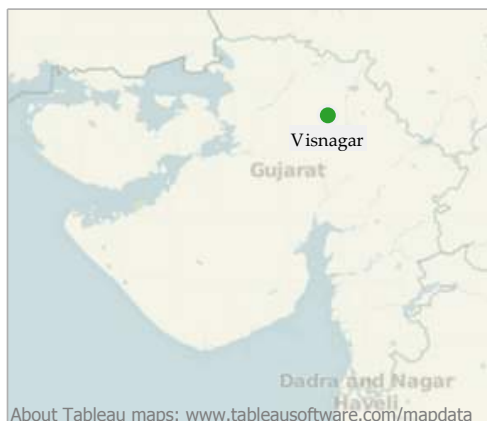 Visnagar
Gujarat
Dadra and Nagar
Haveli
About Tableau maps: www.tableausoftware.com/mapdata